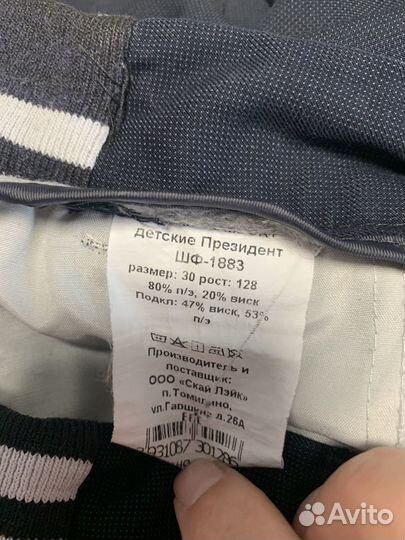 детские Президент
ШФ-1883
размер: 30 рост: 128
80% п/э, 20% виск
Подкл: 47% виск, 53%
п/э
Производитель и
поставщик:
ООО «Скай Лэйк»
п.Томилино,
ул.Гаршина д.26А
Avito